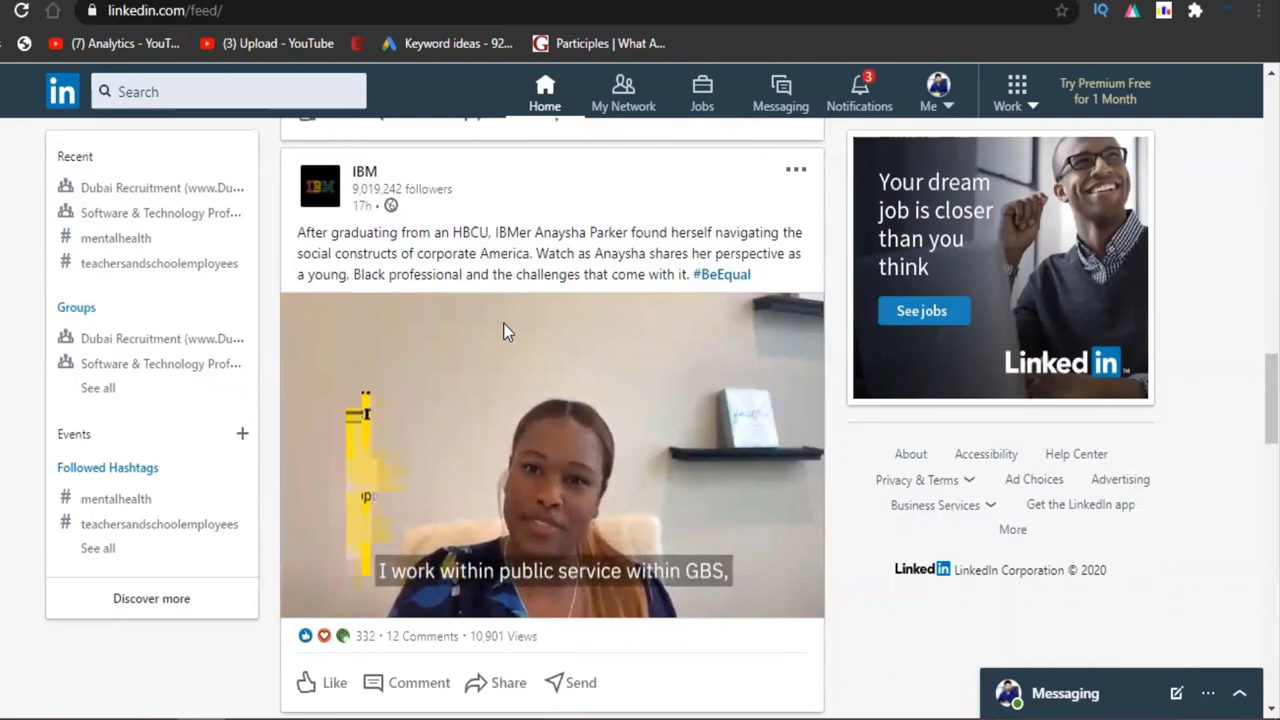 linkedin.com/feed/
(7) Analytics - YouT...
(3) Upload - YouTube
Keyword ideas - 92...
Participles | What A...
in
Search
Home
My Network
Jobs
Messaging
3
Notifications
Me
Work
Try Premium Free
for 1 Month
Recent
Dubai Recruitment (www.Du...
Software & Technology Prof...
# mentalhealth
# teachersandschoolemployees
Groups
Dubai Recruitment (www.Du...
Software & Technology Prof...
See all
Events +
Followed Hashtags
# mentalhealth
# teachersandschoolemployees
See all
Discover more
IBM
IBM
9,019,242 followers
17h •
After graduating from an HBCU, IBMer Anaysha Parker found herself navigating the
social constructs of corporate America. Watch as Anaysha shares her perspective as
a young, Black professional and the challenges that come with it. #BeEqual
I work within public service within GBS,
332 • 12 Comments • 10,901 Views
Like
Comment
Share
Send
Your dream
job is closer
than you
think
See jobs
Linked in
About
Accessibility
Help Center
Privacy & Terms
Ad Choices
Advertising
Business Services
Get the LinkedIn app
More
Linked in LinkedIn Corporation © 2020
Messaging